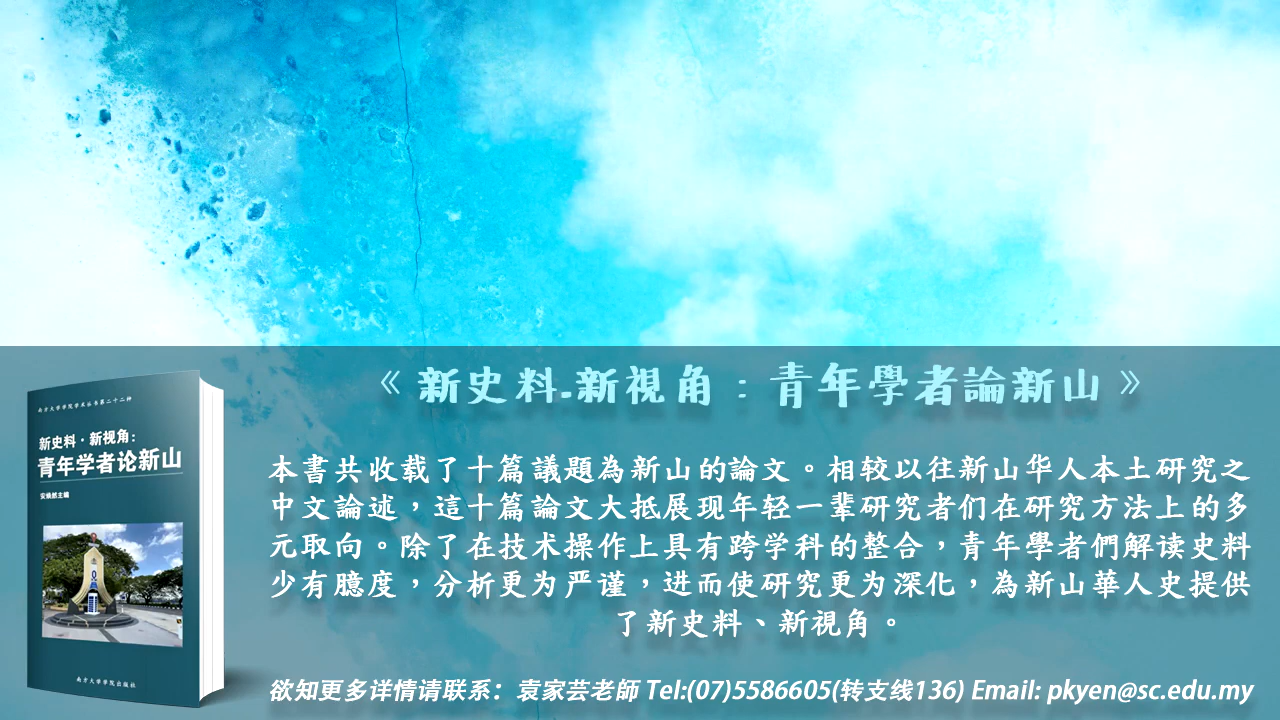 《新史料.新視角：青年學者論新山》
南方大学学院学术丛书第二十二种
新史料·新视角：
青年学者论新山
安焕然主编
南方大学学院出版社
本書共收载了十篇議題為新山的論文。相较以往新山华人本土研究之
中文論述，這十篇論文大抵展现年轻一辈研究者们在研究方法上的多
元取向。除了在技术操作上具有跨学科的整合，青年學者們解读史料
少有臆度，分析更为严谨，进而使研究更为深化，為新山華人史提供
了新史料、新視角。
欲知更多详情请联系：袁家芸老師 Tel:(07)5586605(转支线136) Email: pkyen@sc.edu.my